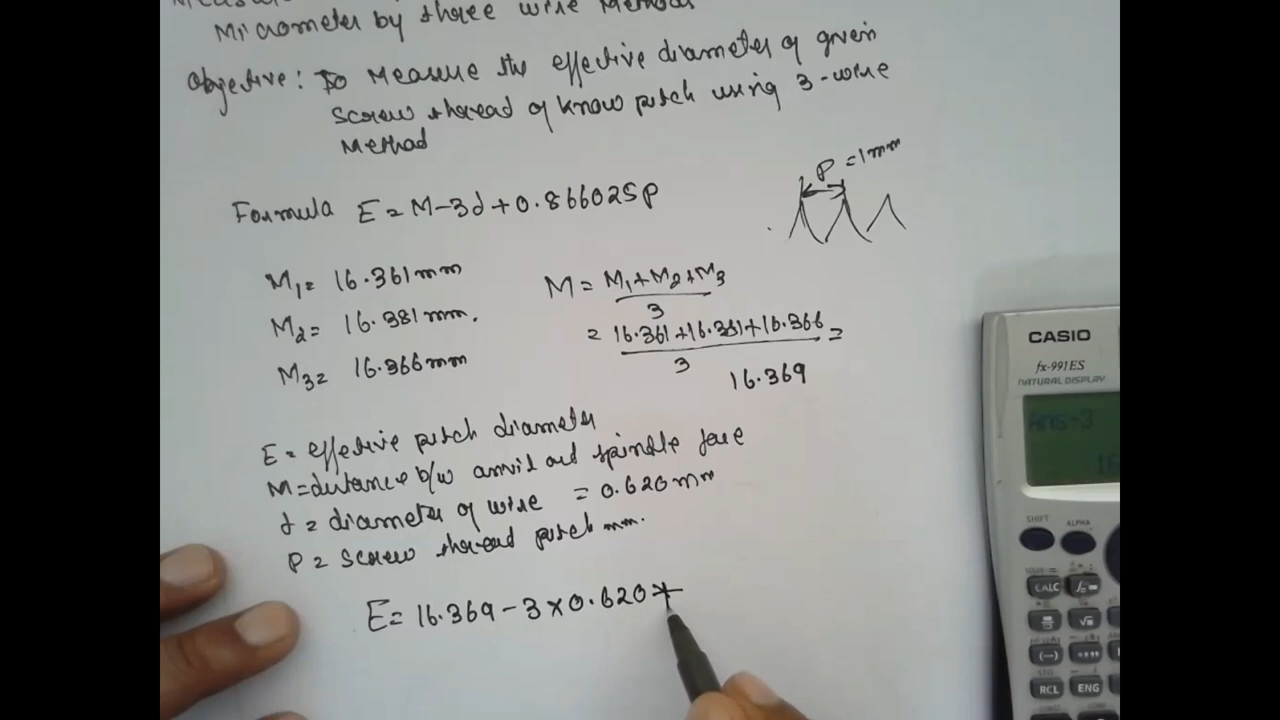 Micrometer by three wire Method
Objective: To Measure the effective diameter of given
screw thread of know pitch using 3-wire
Method
P=1mm
Formula E=M-3d+0.866025P
M1= 16.361mm
M2= 16.381mm.
M3= 16.366mm
M= M1+M2+M3
3
= 16.361+16.381+16.366 =
3
16.369
E= effective pitch diameter
M=distance b/w anvil and spindle face
d= diameter of wire = 0.620mm
P= Screw thread pitch mm.
E= 16.369-3×0.620+
CASIO
fx-991ES
NATURAL DISPLAY
Ans÷3
16
SHIFT
ALPHA
CALC
RCL
ENG